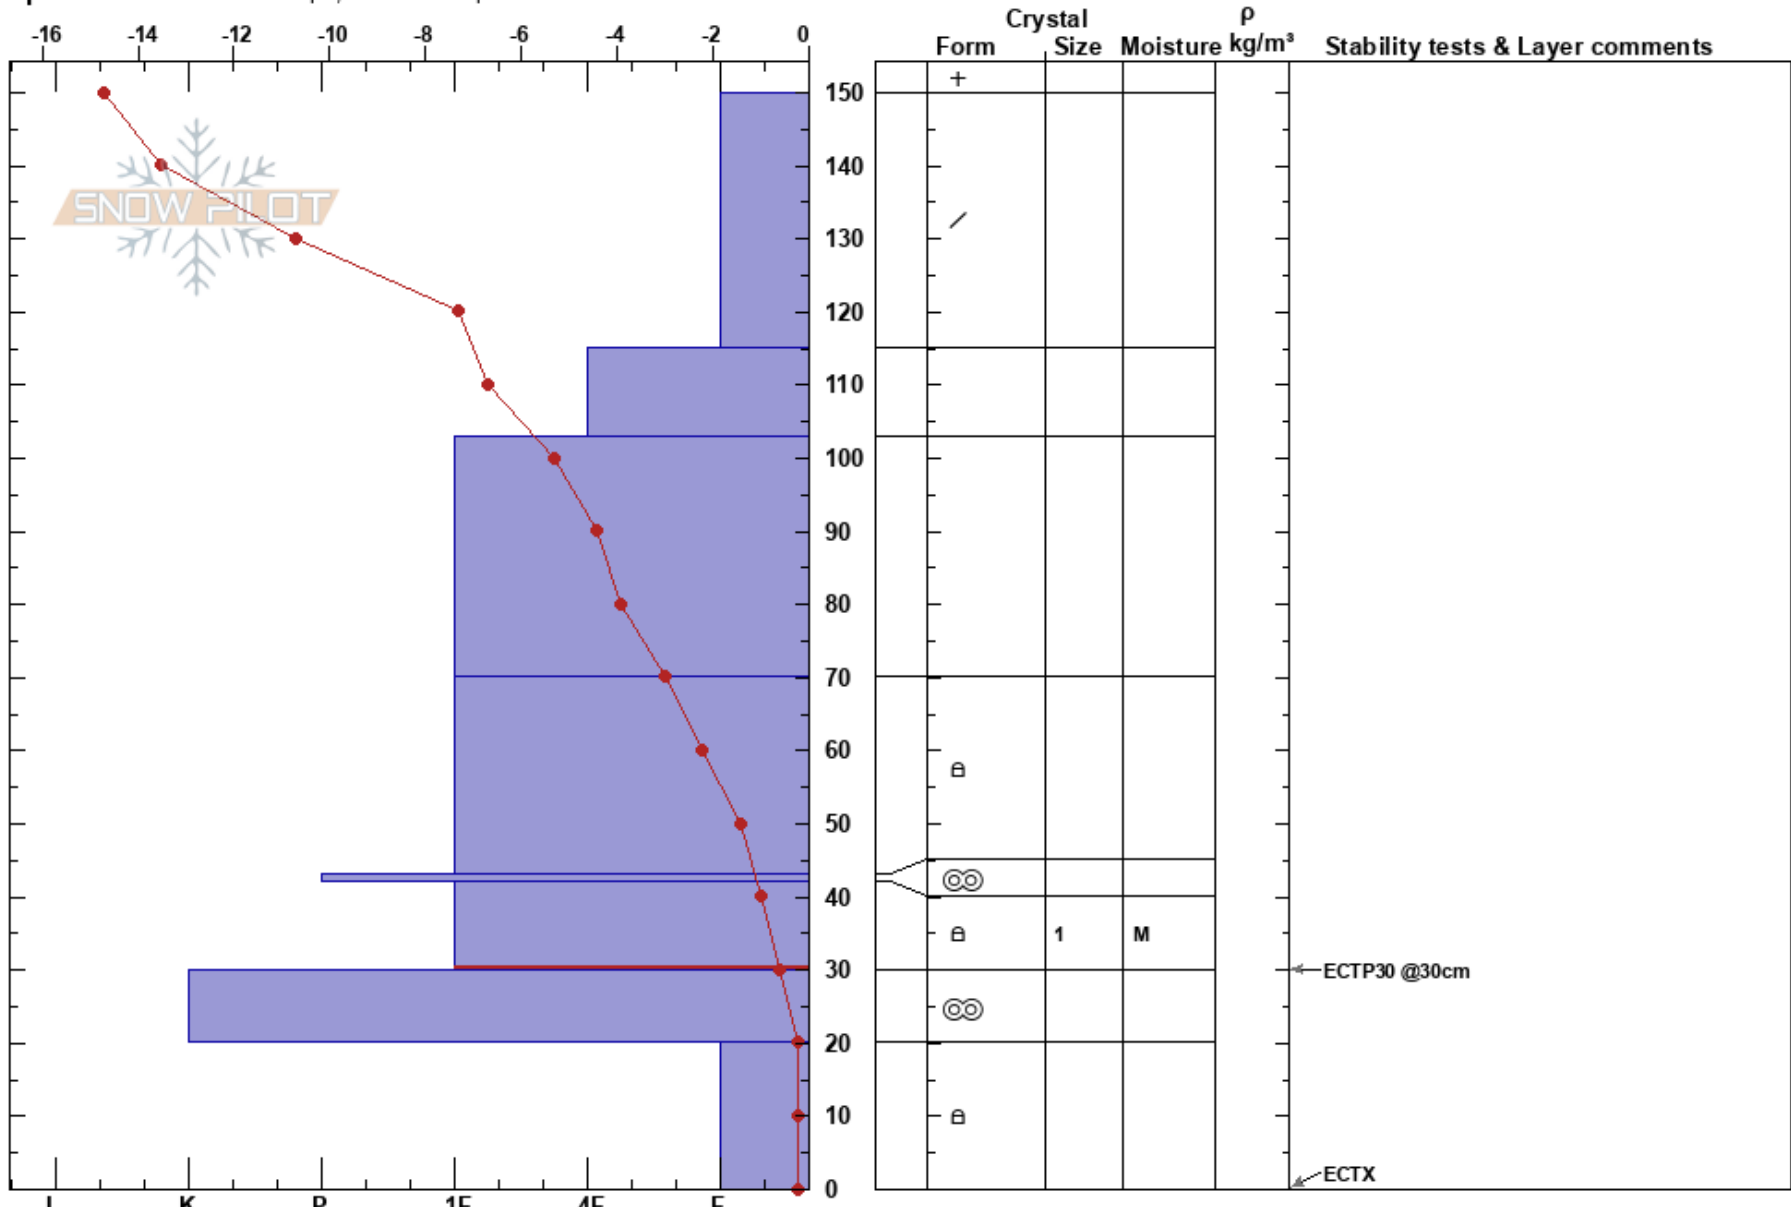 Crystal ρ
-16 -14 -12 -10 -8 -6 -4 -2 0 Form Size Moisture kg/m³ Stability tests & Layer comments
150
140
SNOW PILOT
130
120
110
100
90
80
70
60
50
40
1 M
30 ECTP30 @30cm
20
10
ECTX
0
I K P 1F 4F F